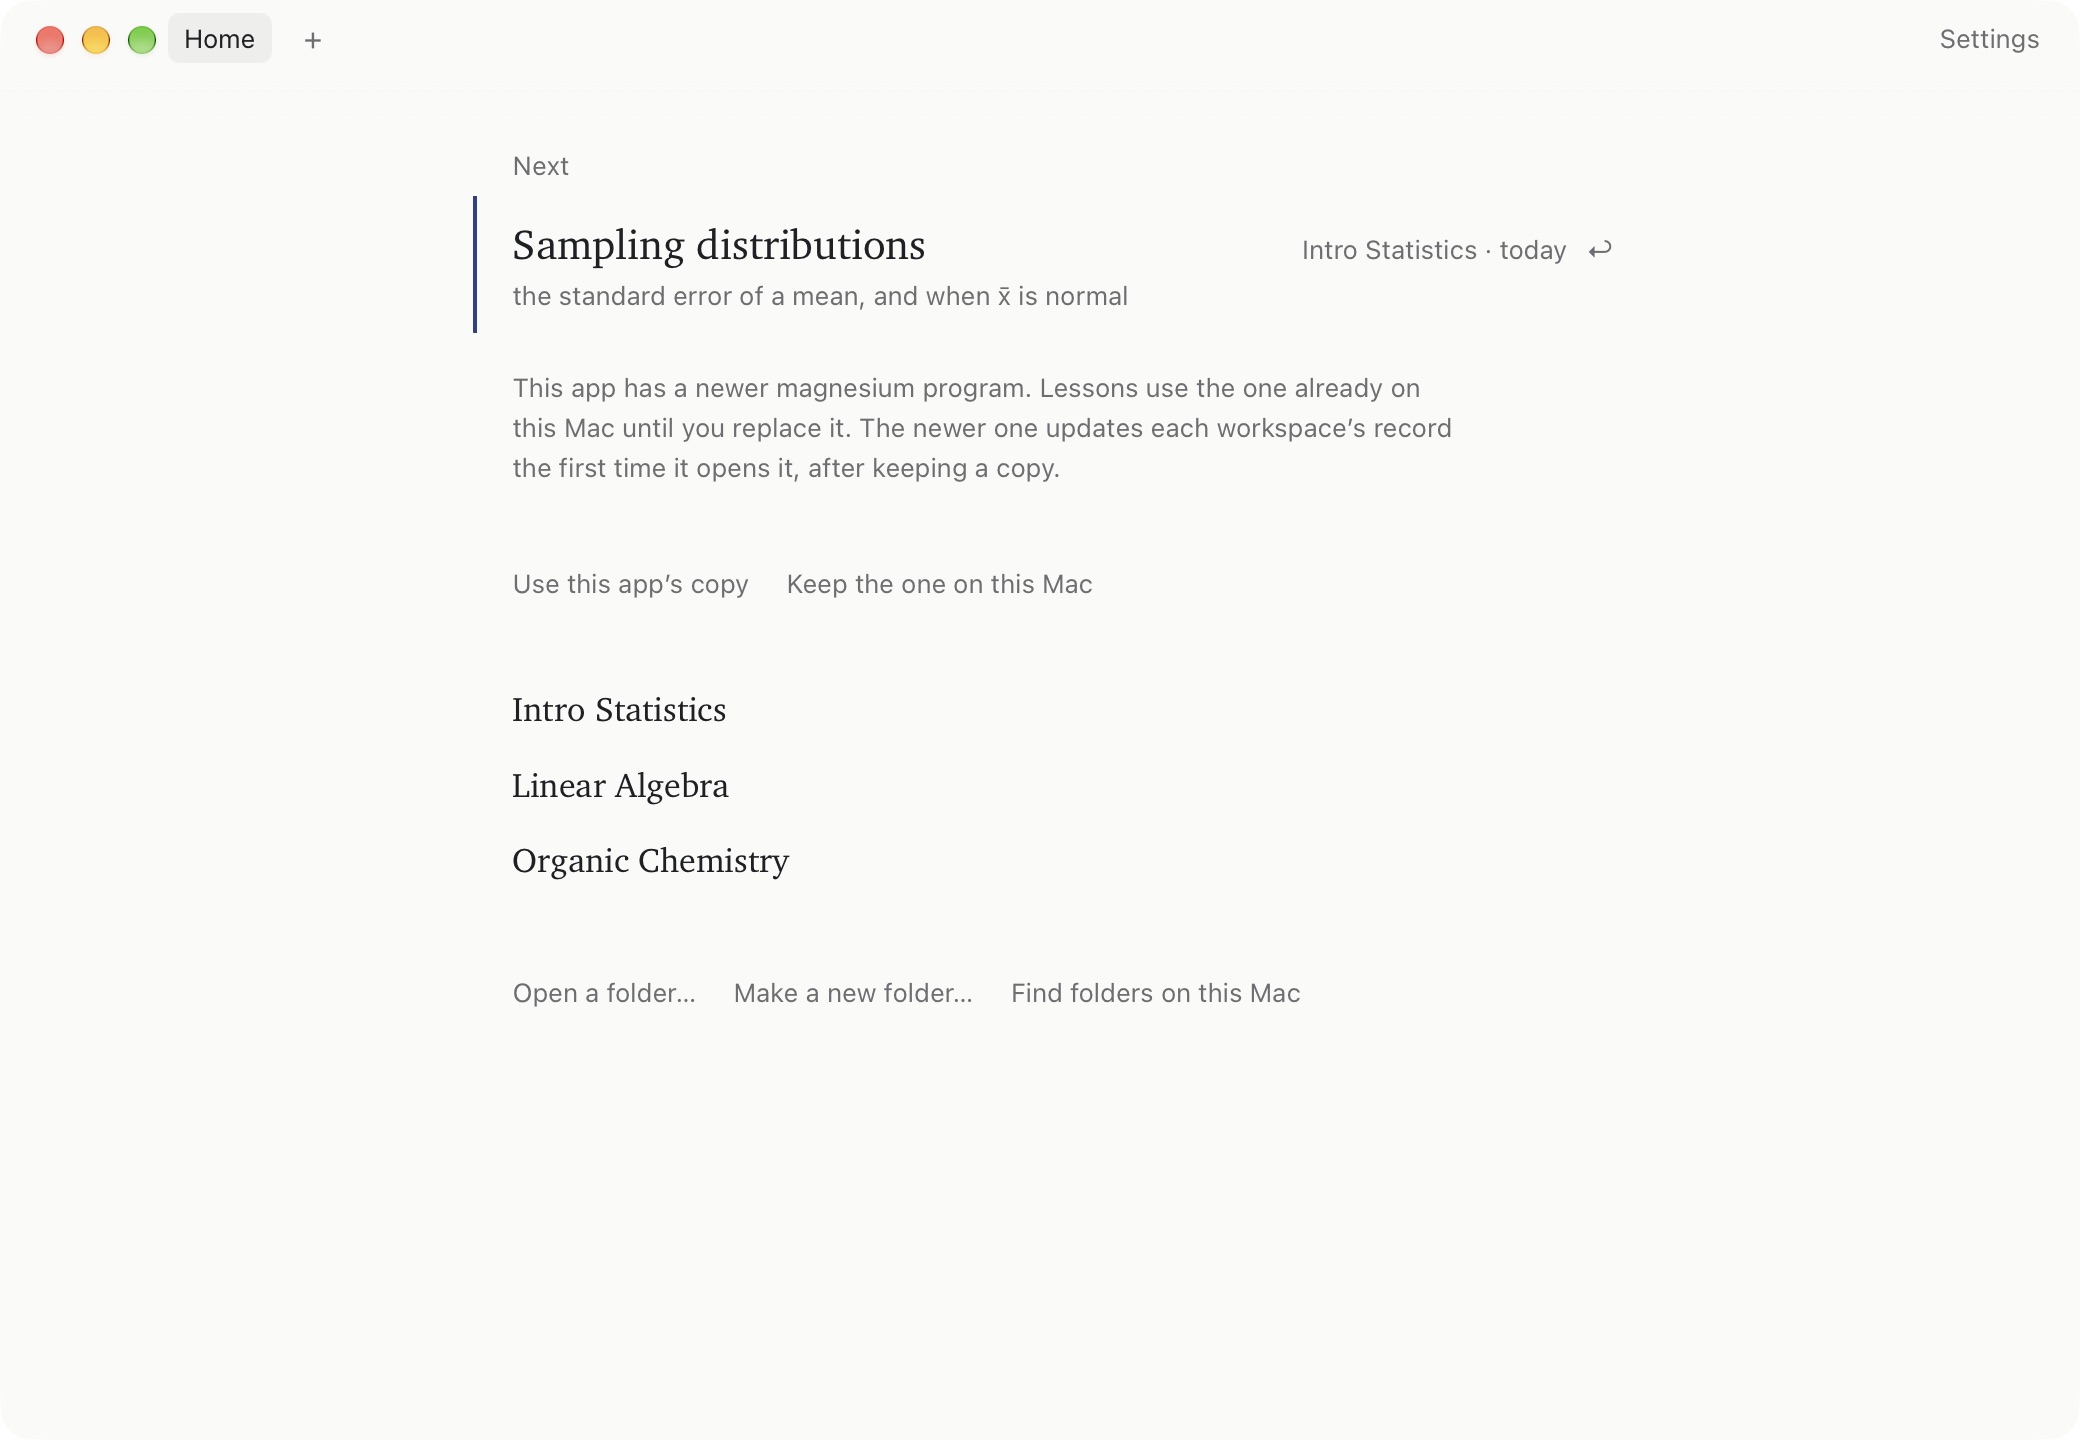 Home +
Settings
Next
Sampling distributions
Intro Statistics · today
the standard error of a mean, and when x̄ is normal
This app has a newer magnesium program. Lessons use the one already on
this Mac until you replace it. The newer one updates each workspace’s record
the first time it opens it, after keeping a copy.
Use this app’s copy
Keep the one on this Mac
Intro Statistics
Linear Algebra
Organic Chemistry
Open a folder…
Make a new folder…
Find folders on this Mac